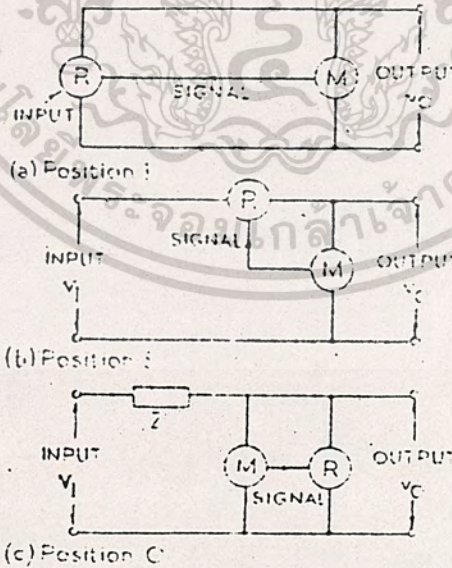 R
SIGNAL
M
OUTPUT
INPUT
(a) Position i
R
SIGNAL
INPUT
M
OUTPUT
(b) Position
Z
INPUT
M
R
OUTPUT
SIGNAL
(c) Position O